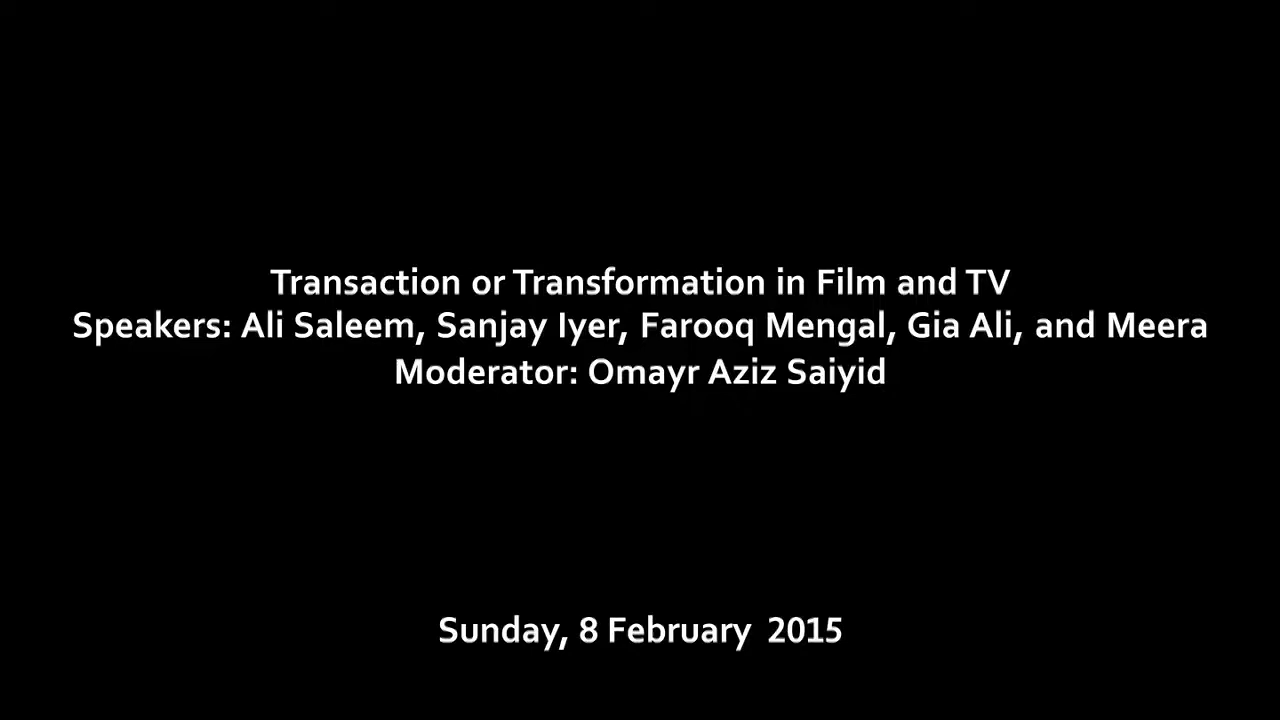 Transaction or Transformation in Film and TV
Speakers: Ali Saleem, Sanjay Iyer, Farooq Mengal, Gia Ali, and Meera
Moderator: Omayr Aziz Saiyid
Sunday, 8 February 2015